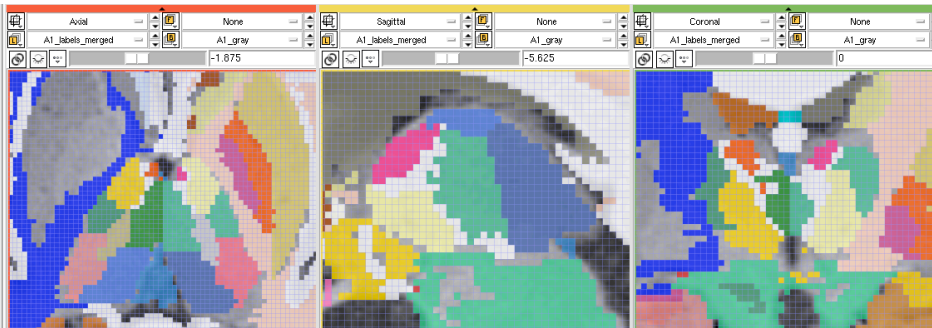 Axial None Sagittal None Coronal None
L A1_labels_merged B A1_gray L A1_labels_merged B A1_gray L A1_labels_merged B A1_gray
-1.875 -5.625 0